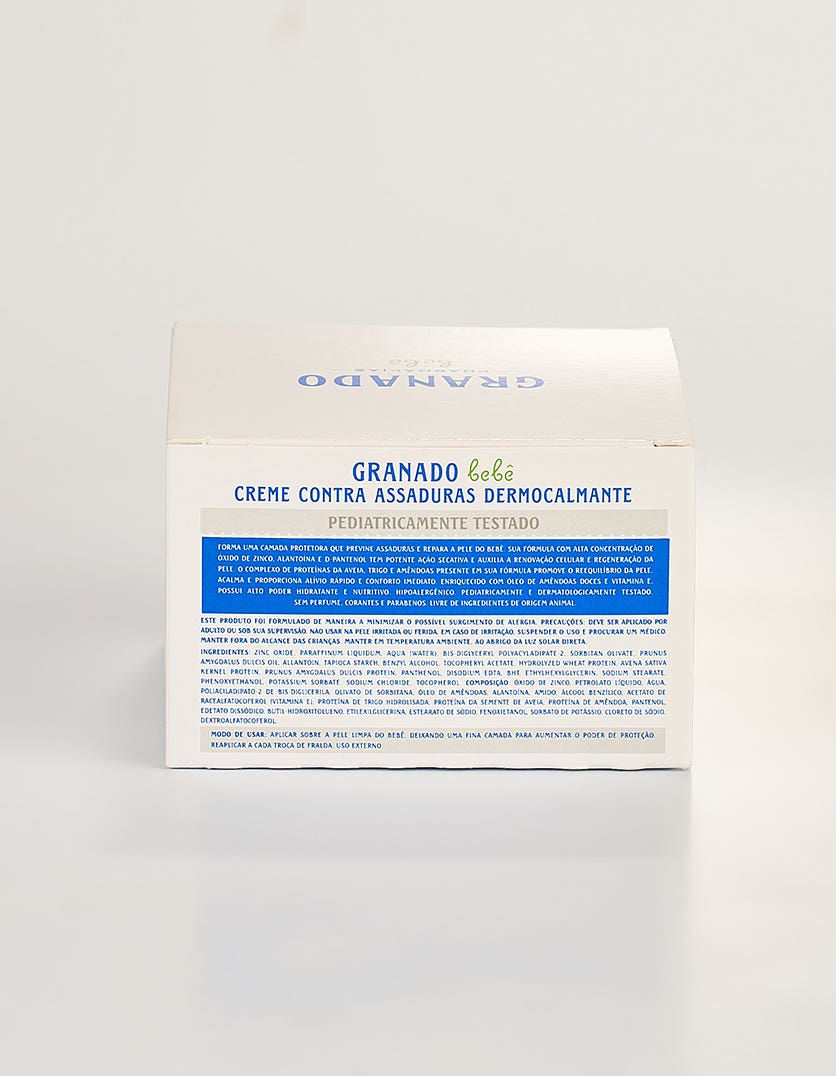 GRANADO
PHARMÁCIAS
bebê
GRANADO bebê
CREME CONTRA ASSADURAS DERMOCALMANTE
PEDIATRICAMENTE TESTADO
FORMA UMA CAMADA PROTETORA QUE PREVINE ASSADURAS E REPARA A PELE DO BEBÊ. SUA FÓRMULA COM ALTA CONCENTRAÇÃO DE
ÓXIDO DE ZINCO, ALANTOÍNA E D-PANTENOL TEM POTENTE AÇÃO SECATIVA E AUXILIA A RENOVAÇÃO CELULAR E REGENERAÇÃO DA
PELE. O COMPLEXO DE PROTEÍNAS DA AVEIA, TRIGO E AMÊNDOAS PRESENTE EM SUA FÓRMULA PROMOVE O REEQUILÍBRIO DA PELE,
ACALMA E PROPORCIONA ALÍVIO RÁPIDO E CONFORTO IMEDIATO. ENRIQUECIDO COM ÓLEO DE AMÊNDOAS DOCES E VITAMINA E,
POSSUI ALTO PODER HIDRATANTE E NUTRITIVO. HIPOALERGÊNICO. PEDIATRICAMENTE E DERMATOLOGICAMENTE TESTADO.
SEM PERFUME, CORANTES E PARABENOS. LIVRE DE INGREDIENTES DE ORIGEM ANIMAL.
ESTE PRODUTO FOI FORMULADO DE MANEIRA A MINIMIZAR O POSSÍVEL SURGIMENTO DE ALERGIA. PRECAUÇÕES: DEVE SER APLICADO POR
ADULTO OU SOB SUA SUPERVISÃO. NÃO USAR NA PELE IRRITADA OU FERIDA. EM CASO DE IRRITAÇÃO, SUSPENDER O USO E PROCURAR UM MÉDICO.
MANTER FORA DO ALCANCE DAS CRIANÇAS. MANTER EM TEMPERATURA AMBIENTE, AO ABRIGO DA LUZ SOLAR DIRETA.
INGREDIENTES: ZINC OXIDE, PARAFFINUM LIQUIDUM, AQUA (WATER), BIS-DIGLYCERYL POLYACYLADIPATE-2, SORBITAN OLIVATE, PRUNUS
AMYGDALUS DULCIS OIL, ALLANTOIN, TAPIOCA STARCH, BENZYL ALCOHOL, TOCOPHERYL ACETATE, HYDROLYZED WHEAT PROTEIN, AVENA SATIVA
KERNEL PROTEIN, PRUNUS AMYGDALUS DULCIS PROTEIN, PANTHENOL, DISODIUM EDTA, BHT, ETHYLHEXYLGLYCERIN, SODIUM STEARATE,
PHENOXYETHANOL, POTASSIUM SORBATE, SODIUM CHLORIDE, TOCOPHEROL. COMPOSIÇÃO: ÓXIDO DE ZINCO, PETROLATO LÍQUIDO, ÁGUA,
POLIACILADIPATO-2 DE BIS-DIGLICERILA, OLIVATO DE SORBITANA, ÓLEO DE AMÊNDOAS, ALANTOÍNA, AMIDO, ÁLCOOL BENZÍLICO, ACETATO DE
RACEALFATOCOFEROL (VITAMINA E), PROTEÍNA DE TRIGO HIDROLISADA, PROTEÍNA DA SEMENTE DE AVEIA, PROTEÍNA DE AMÊNDOA, PANTENOL,
EDETATO DISSÓDICO, BUTIL-HIDROXITOLUENO, ETILEXILGLICERINA, ESTEARATO DE SÓDIO, FENOXIETANOL, SORBATO DE POTÁSSIO, CLORETO DE SÓDIO,
DEXTROALFATOCOFEROL.
MODO DE USAR: APLICAR SOBRE A PELE LIMPA DO BEBÊ, DEIXANDO UMA FINA CAMADA PARA AUMENTAR O PODER DE PROTEÇÃO.
REAPLICAR A CADA TROCA DE FRALDA. USO EXTERNO.